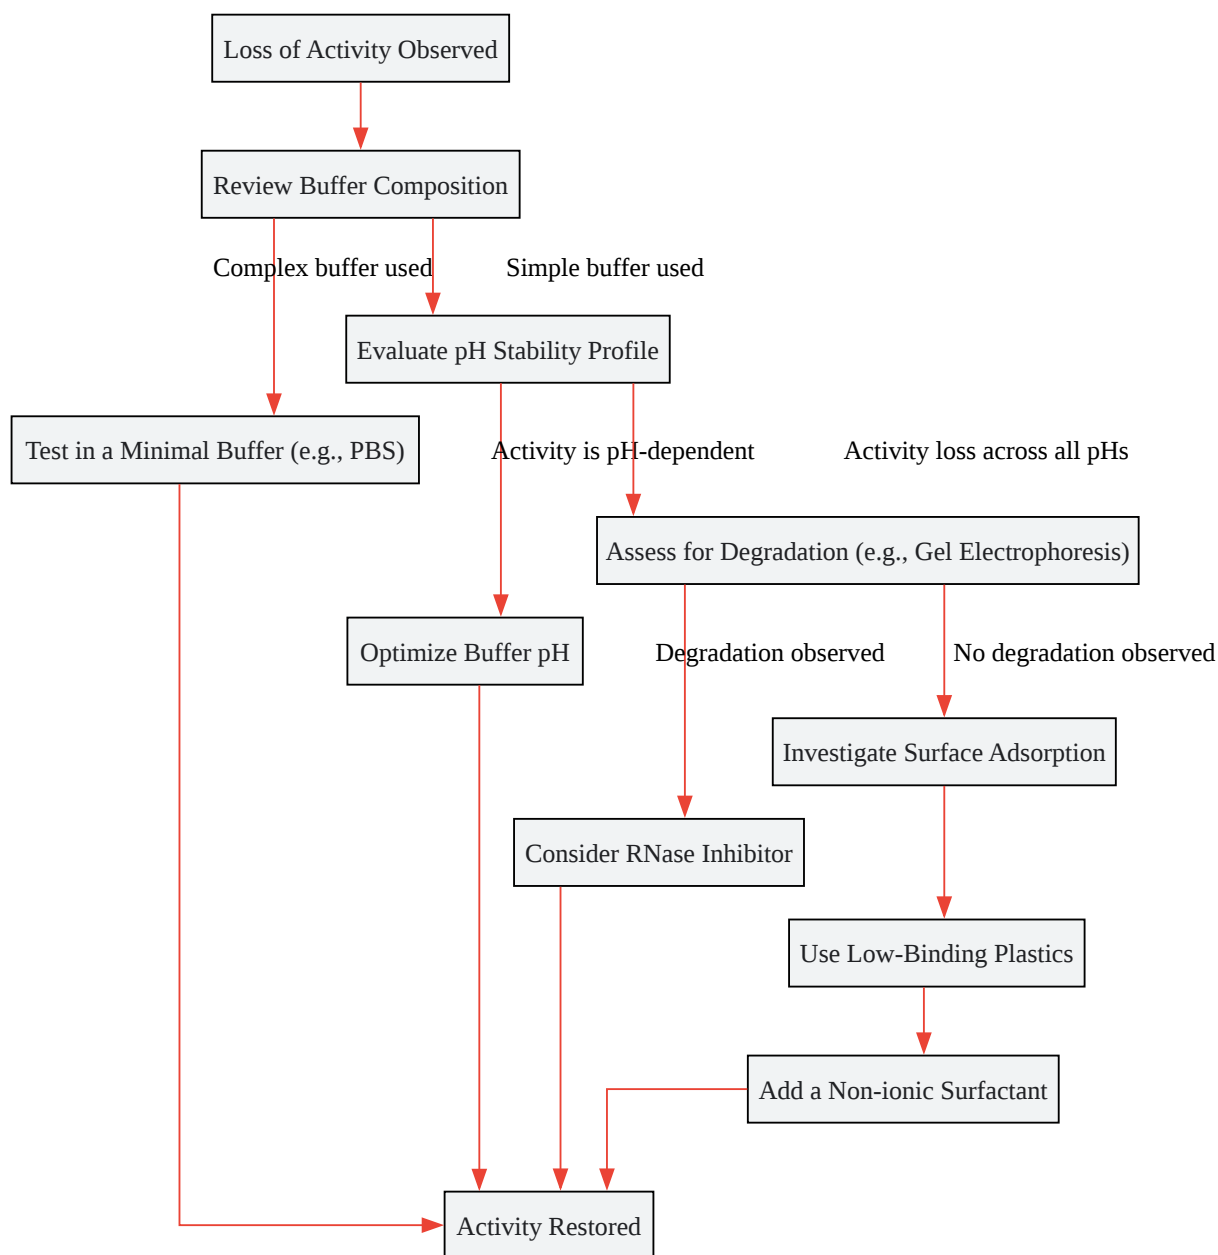 Loss of Activity Observed
Review Buffer Composition
Complex buffer used
Simple buffer used
Evaluate pH Stability Profile
Test in a Minimal Buffer (e.g., PBS)
Activity is pH-dependent
Activity loss across all pHs
Assess for Degradation (e.g., Gel Electrophoresis)
Optimize Buffer pH
Degradation observed
No degradation observed
Investigate Surface Adsorption
Consider RNase Inhibitor
Use Low-Binding Plastics
Add a Non-ionic Surfactant
Activity Restored